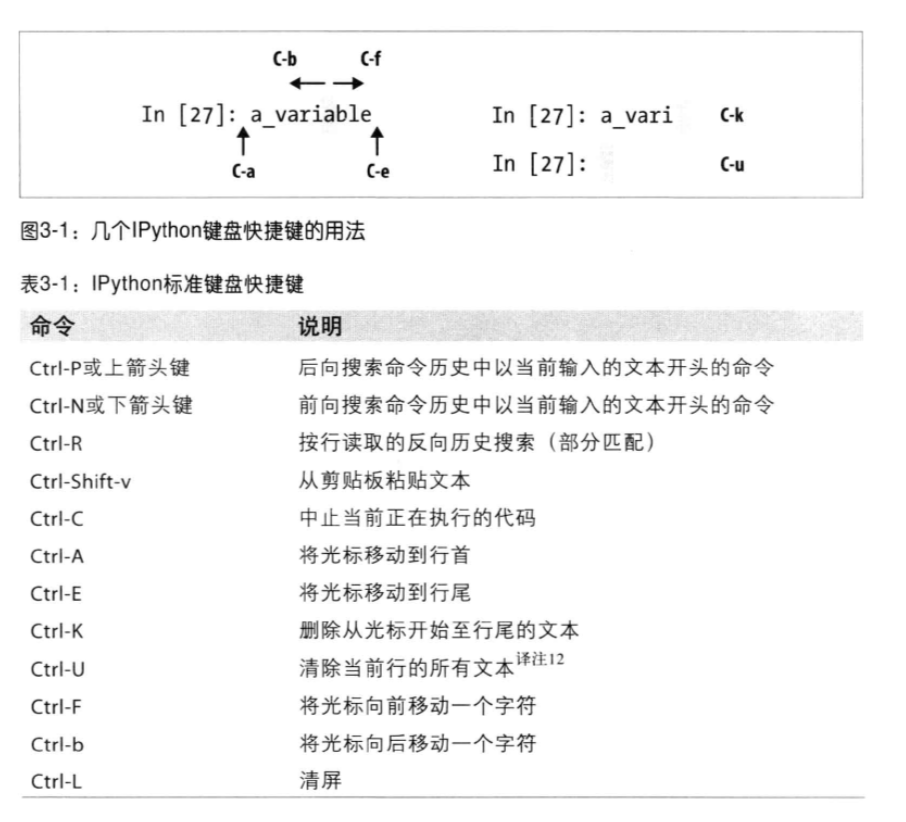 C-b C-f
In [27]: a_variable
C-a C-e
In [27]: a_vari C-k
In [27]: C-u
图3-1：几个IPython键盘快捷键的用法
表3-1：IPython标准键盘快捷键
命令 说明
Ctrl-P或上箭头键 后向搜索命令历史中以当前输入的文本开头的命令
Ctrl-N或下箭头键 前向搜索命令历史中以当前输入的文本开头的命令
Ctrl-R 按行读取的反向历史搜索（部分匹配）
Ctrl-Shift-v 从剪贴板粘贴文本
Ctrl-C 中止当前正在执行的代码
Ctrl-A 将光标移动到行首
Ctrl-E 将光标移动到行尾
Ctrl-K 删除从光标开始至行尾的文本
Ctrl-U 清除当前行的所有文本译注12
Ctrl-F 将光标向前移动一个字符
Ctrl-b 将光标向后移动一个字符
Ctrl-L 清屏